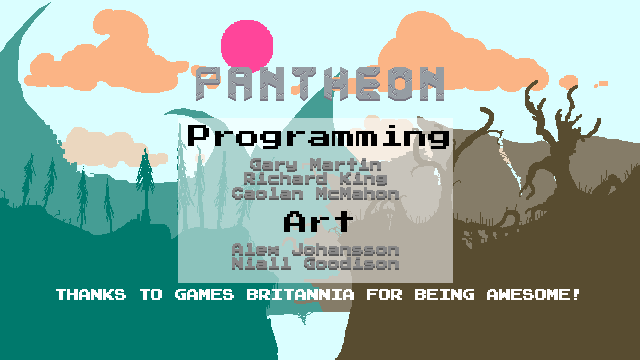 PANTHEON
Programming
Gary Martin
Richard King
Caolan McMahon
Art
Alex Johansson
Niall Goodison
THANKS TO GAMES BRITANNIA FOR BEING AWESOME!